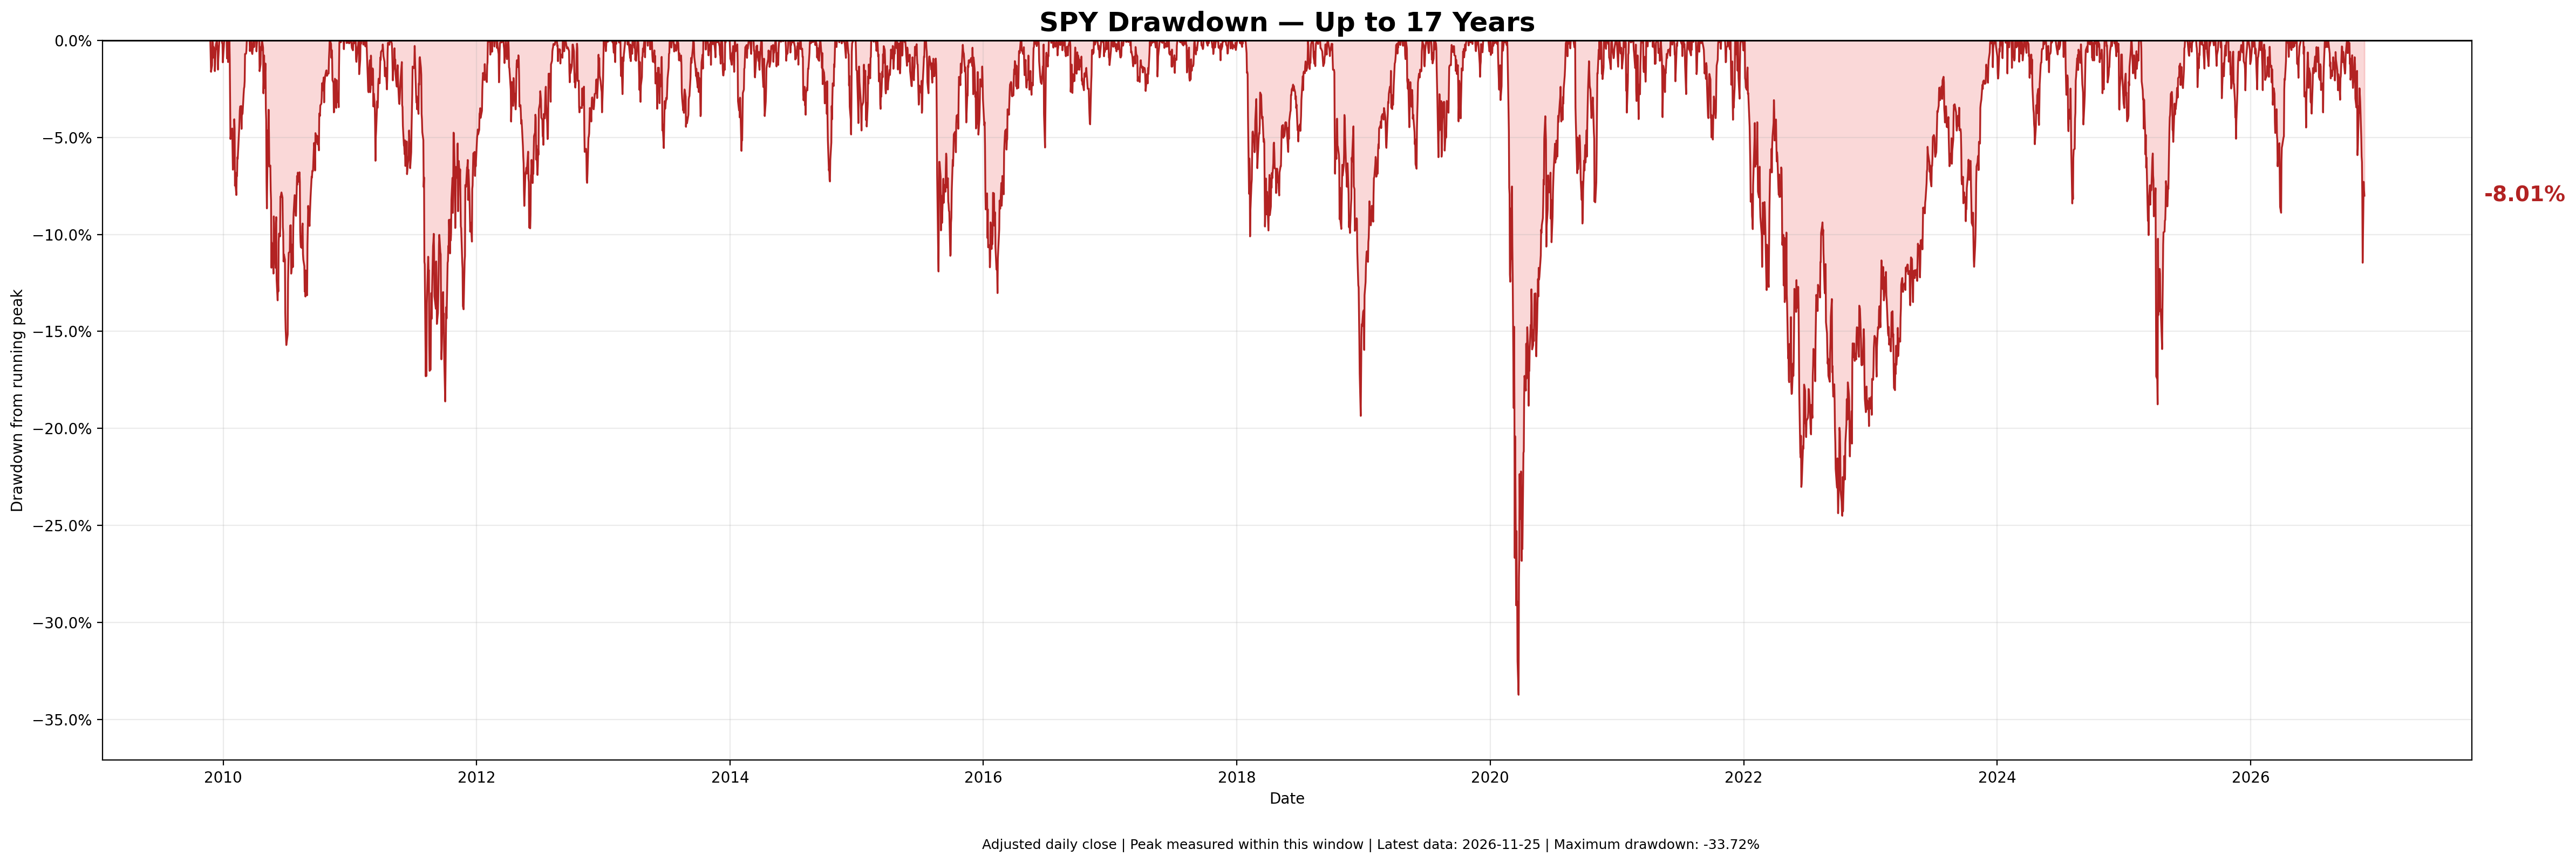 SPY Drawdown — Up to 17 Years
0.0%
−5.0%
−10.0%
−15.0%
−20.0%
−25.0%
−30.0%
−35.0%
Drawdown from running peak
-8.01%
2010 2012 2014 2016 2018 2020 2022 2024 2026
Date
Adjusted daily close | Peak measured within this window | Latest data: 2026-11-25 | Maximum drawdown: -33.72%